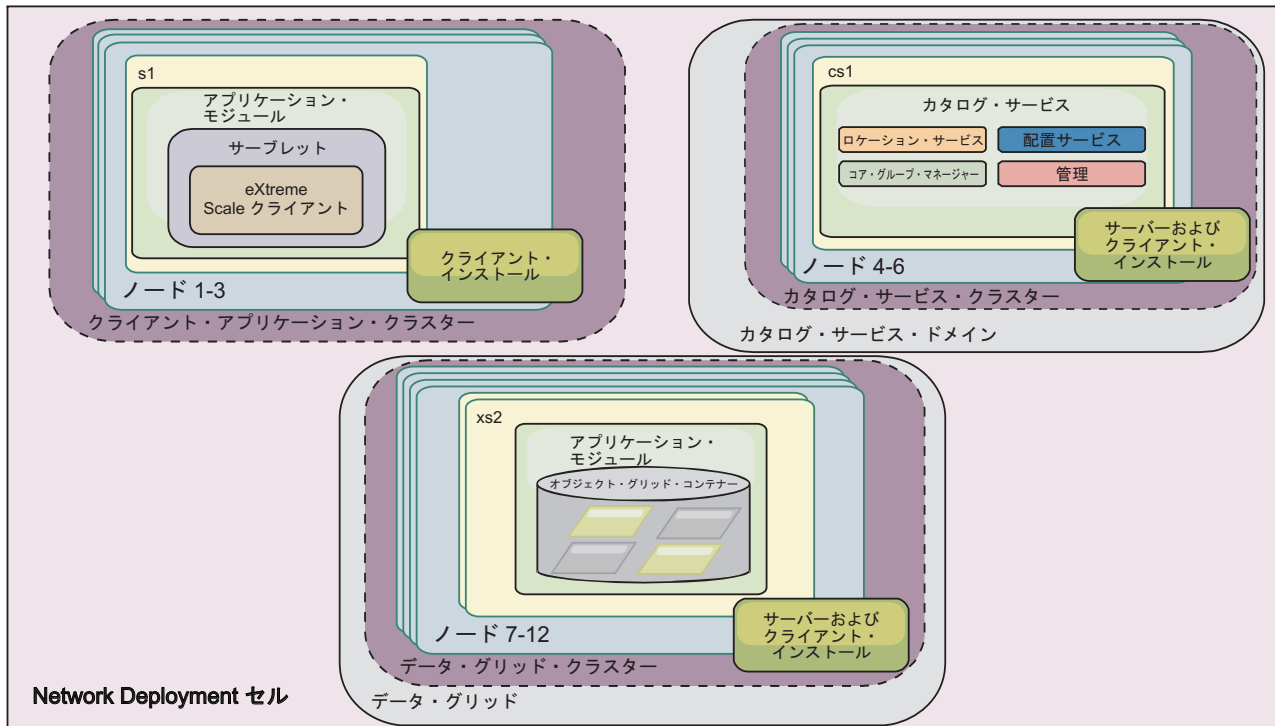 s1
アプリケーション・
モジュール
サーブレット
eXtreme
Scale クライアント
クライアント・
インストール
ノード 1-3
クライアント・アプリケーション・クラスター
cs1
カタログ・サービス
ロケーション・サービス
配置サービス
コア・グループ・マネージャー
管理
サーバーおよび
クライアント・
インストール
ノード 4-6
カタログ・サービス・クラスター
カタログ・サービス・ドメイン
xs2
アプリケーション・
モジュール
オブジェクト・グリッド・コンテナー
サーバーおよび
クライアント・
インストール
ノード 7-12
データ・グリッド・クラスター
データ・グリッド
Network Deployment セル